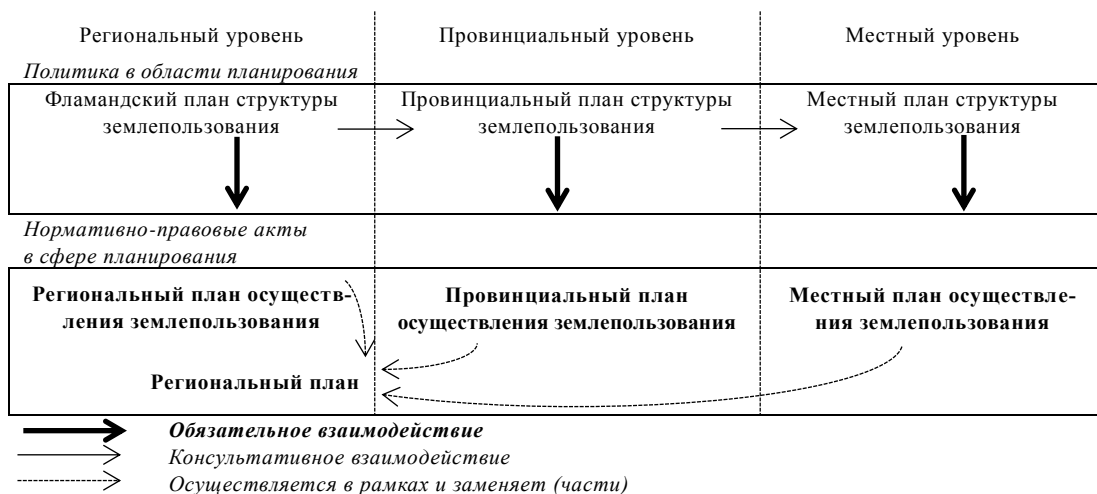 Региональный уровень Провинциальный уровень Местный уровень
Политика в области планирования
Фламандский план структуры Провинциальный план структуры Местный план структуры
землепользования землепользования землепользования
Нормативно-правовые акты
в сфере планирования
Региональный план осуществ- Провинциальный план Местный план осуществле-
ления землепользования осуществления землепользования ния землепользования
Региональный план
Обязательное взаимодействие
Консультативное взаимодействие
Осуществляется в рамках и заменяет (части)